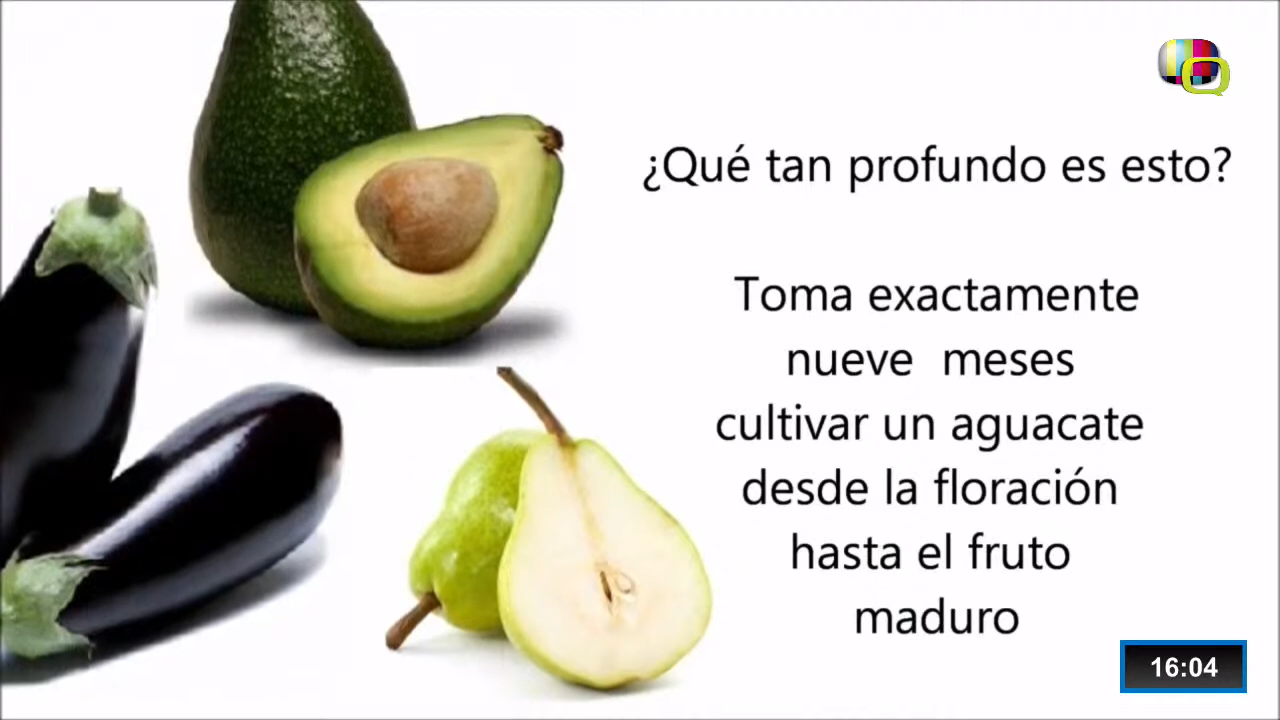 ¿Qué tan profundo es esto?
Toma exactamente
nueve meses
cultivar un aguacate
desde la floración
hasta el fruto
maduro
16:04